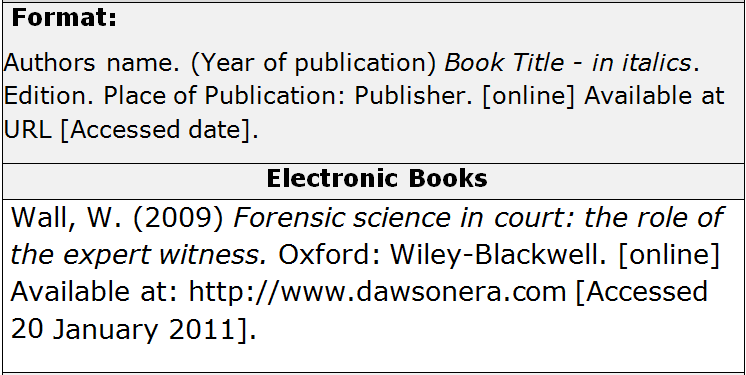 Format:
Authors name. (Year of publication) Book Title - in italics.
Edition. Place of Publication: Publisher. [online] Available at
URL [Accessed date].
Electronic Books
Wall, W. (2009) Forensic science in court: the role of
the expert witness. Oxford: Wiley-Blackwell. [online]
Available at: http://www.dawsonera.com [Accessed
20 January 2011].